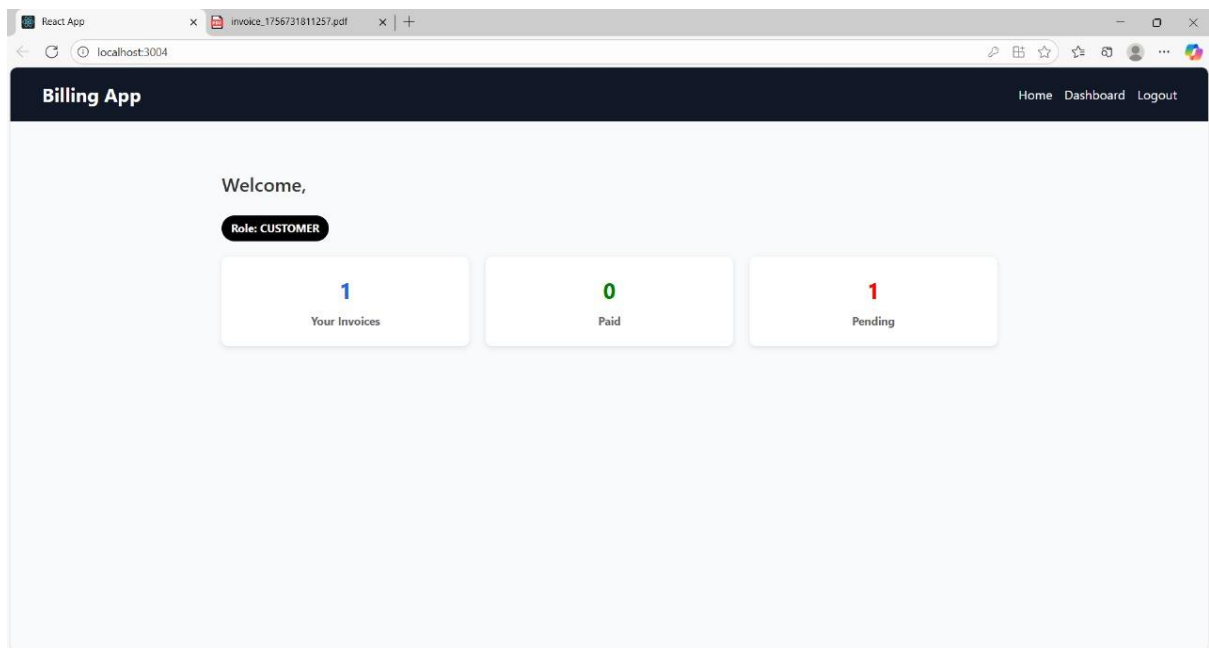 React App
invoice_1756731811257.pdf
localhost:3004
Billing App
Home Dashboard Logout
Welcome,
Role: CUSTOMER
1 0 1
Your Invoices Paid Pending